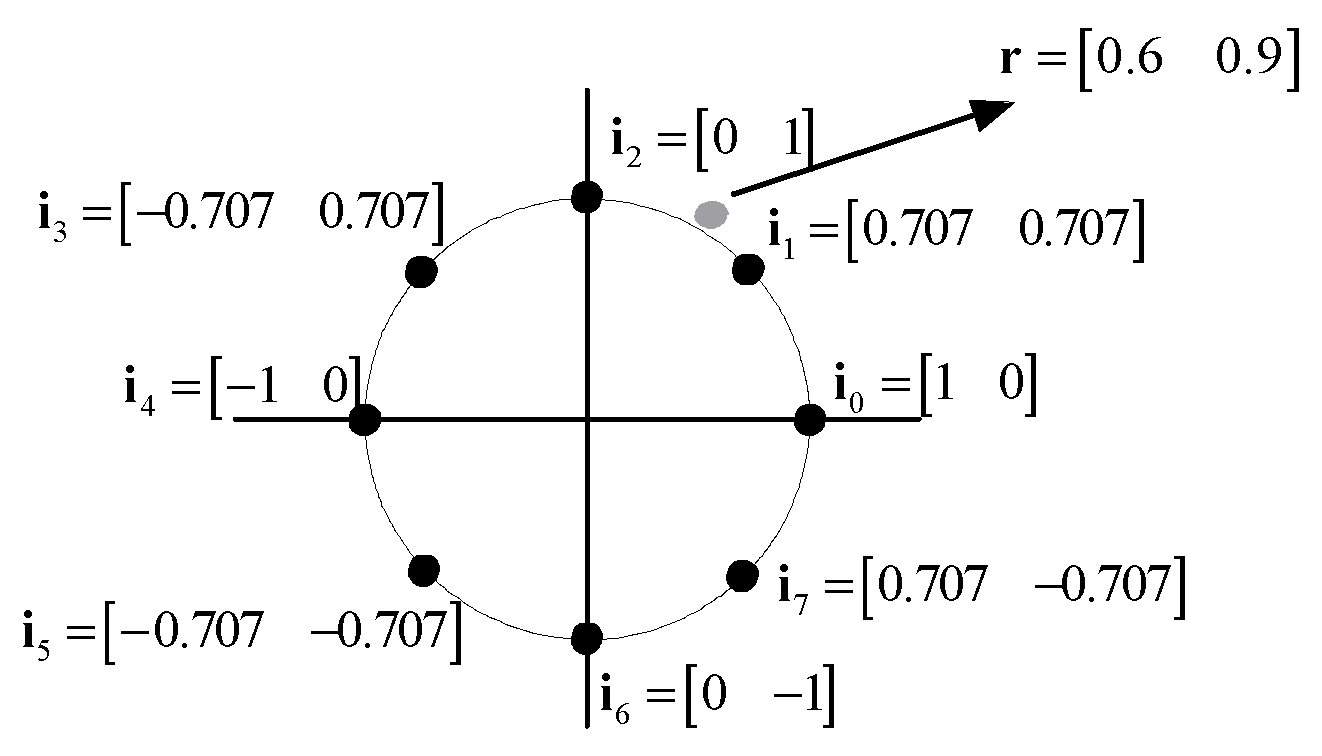 r = [0.6 0.9]
i₂ = [0 1]
i₃ = [−0.707 0.707]
i₁ = [0.707 0.707]
i₄ = [−1 0]
i₀ = [1 0]
i₇ = [0.707 −0.707]
i₅ = [−0.707 −0.707]
i₆ = [0 −1]